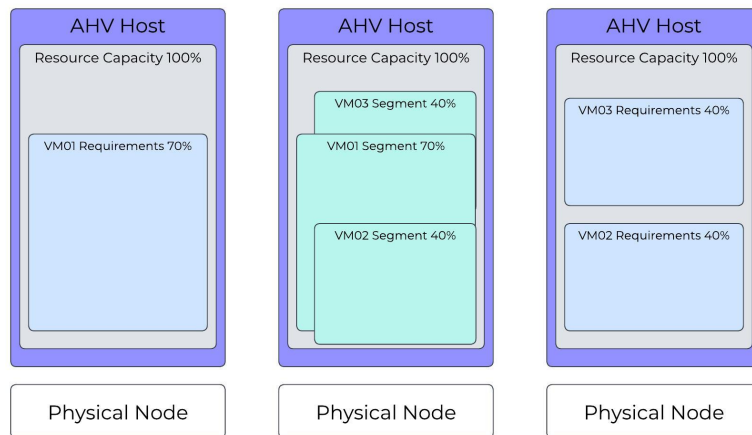 AHV Host
Resource Capacity 100%
VM01 Requirements 70%
Physical Node
AHV Host
Resource Capacity 100%
VM03 Segment 40%
VM01 Segment 70%
VM02 Segment 40%
Physical Node
AHV Host
Resource Capacity 100%
VM03 Requirements 40%
VM02 Requirements 40%
Physical Node